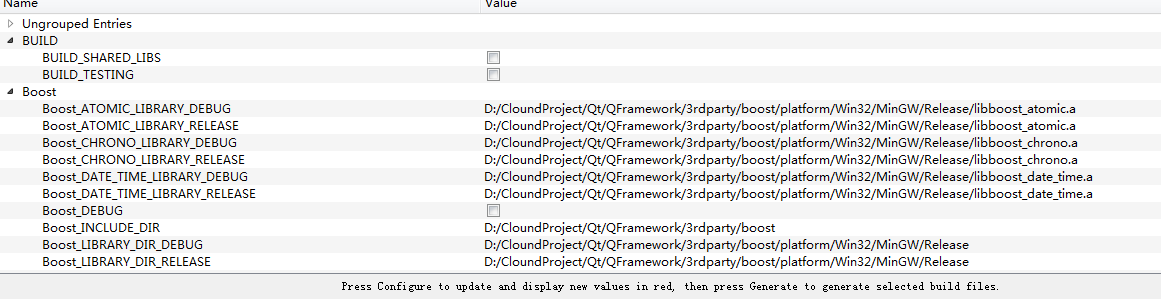 Name Value
Ungrouped Entries
BUILD
BUILD_SHARED_LIBS
BUILD_TESTING
Boost
Boost_ATOMIC_LIBRARY_DEBUG D:/CloundProject/Qt/QFramework/3rdparty/boost/platform/Win32/MinGW/Release/libboost_atomic.a
Boost_ATOMIC_LIBRARY_RELEASE D:/CloundProject/Qt/QFramework/3rdparty/boost/platform/Win32/MinGW/Release/libboost_atomic.a
Boost_CHRONO_LIBRARY_DEBUG D:/CloundProject/Qt/QFramework/3rdparty/boost/platform/Win32/MinGW/Release/libboost_chrono.a
Boost_CHRONO_LIBRARY_RELEASE D:/CloundProject/Qt/QFramework/3rdparty/boost/platform/Win32/MinGW/Release/libboost_chrono.a
Boost_DATE_TIME_LIBRARY_DEBUG D:/CloundProject/Qt/QFramework/3rdparty/boost/platform/Win32/MinGW/Release/libboost_date_time.a
Boost_DATE_TIME_LIBRARY_RELEASE D:/CloundProject/Qt/QFramework/3rdparty/boost/platform/Win32/MinGW/Release/libboost_date_time.a
Boost_DEBUG
Boost_INCLUDE_DIR D:/CloundProject/Qt/QFramework/3rdparty/boost
Boost_LIBRARY_DIR_DEBUG D:/CloundProject/Qt/QFramework/3rdparty/boost/platform/Win32/MinGW/Release
Boost_LIBRARY_DIR_RELEASE D:/CloundProject/Qt/QFramework/3rdparty/boost/platform/Win32/MinGW/Release
Press Configure to update and display new values in red, then press Generate to generate selected build files.